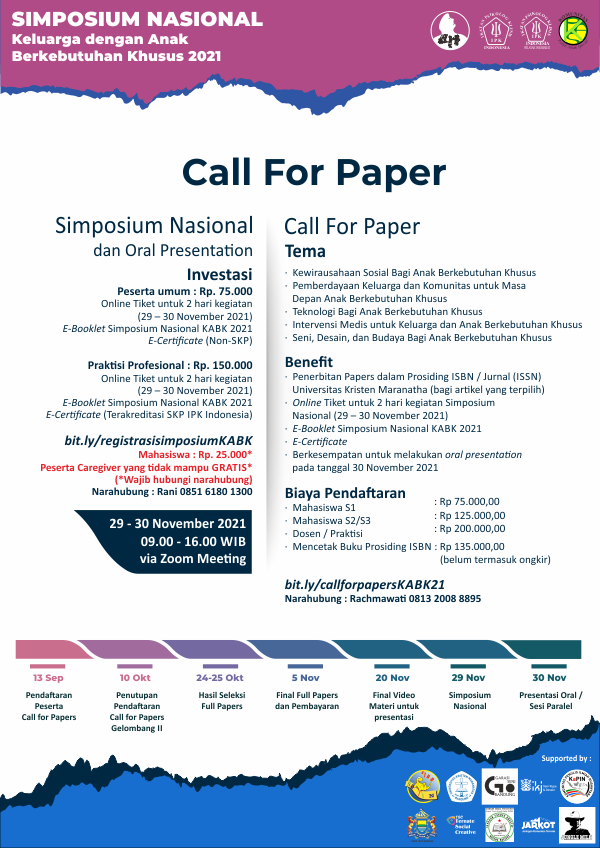 SIMPOSIUM NASIONAL
Keluarga dengan Anak
Berkebutuhan Khusus 2021
IPK
INDONESIA
IPK
INDONESIA
Call For Paper
Simposium Nasional
dan Oral Presentation
Investasi
Peserta umum : Rp. 75.000
Online Tiket untuk 2 hari kegiatan
(29 – 30 November 2021)
E-Booklet Simposium Nasional KABK 2021
E-Certificate (Non-SKP)
Praktisi Profesional : Rp. 150.000
Online Tiket untuk 2 hari kegiatan
(29 – 30 November 2021)
E-Booklet Simposium Nasional KABK 2021
E-Certificate (Terakreditasi SKP IPK Indonesia)
bit.ly/registrasisimposiumKABK
Mahasiswa : Rp. 25.000*
Peserta Caregiver yang tidak mampu GRATIS*
(*Wajib hubungi narahubung)
Narahubung : Rani 0851 6180 1300
29 - 30 November 2021
09.00 - 16.00 WIB
via Zoom Meeting
Call For Paper
Tema
· Kewirausahaan Sosial Bagi Anak Berkebutuhan Khusus
· Pemberdayaan Keluarga dan Komunitas untuk Masa
Depan Anak Berkebutuhan Khusus
· Teknologi Bagi Anak Berkebutuhan Khusus
· Intervensi Medis untuk Keluarga dan Anak Berkebutuhan Khusus
· Seni, Desain, dan Budaya Bagi Anak Berkebutuhan Khusus
Benefit
· Penerbitan Papers dalam Prosiding ISBN / Jurnal (ISSN)
Universitas Kristen Maranatha (bagi artikel yang terpilih)
· Online Tiket untuk 2 hari kegiatan Simposium
Nasional (29 – 30 November 2021)
· E-Booklet Simposium Nasional KABK 2021
· E-Certificate
· Berkesempatan untuk melakukan oral presentation
pada tanggal 30 November 2021
Biaya Pendaftaran
· Mahasiswa S1 : Rp 75.000,00
· Mahasiswa S2/S3 : Rp 125.000,00
· Dosen / Praktisi : Rp 200.000,00
· Mencetak Buku Prosiding ISBN : Rp 135.000,00
(belum termasuk ongkir)
bit.ly/callforpapersKABK21
Narahubung : Rachmawati 0813 2008 8895
13 Sep
Pendaftaran
Peserta
Call for Papers
10 Okt
Penutupan
Pendaftaran
Call for Papers
Gelombang II
24-25 Okt
Hasil Seleksi
Full Papers
5 Nov
Final Full Papers
dan Pembayaran
20 Nov
Final Video
Materi untuk
presentasi
29 Nov
Simposium
Nasional
30 Nov
Presentasi Oral /
Sesi Paralel
Supported by :
GARASI
BANDUNG
ikj
KaPIN
Ternate
Social
Creative
JARKOT